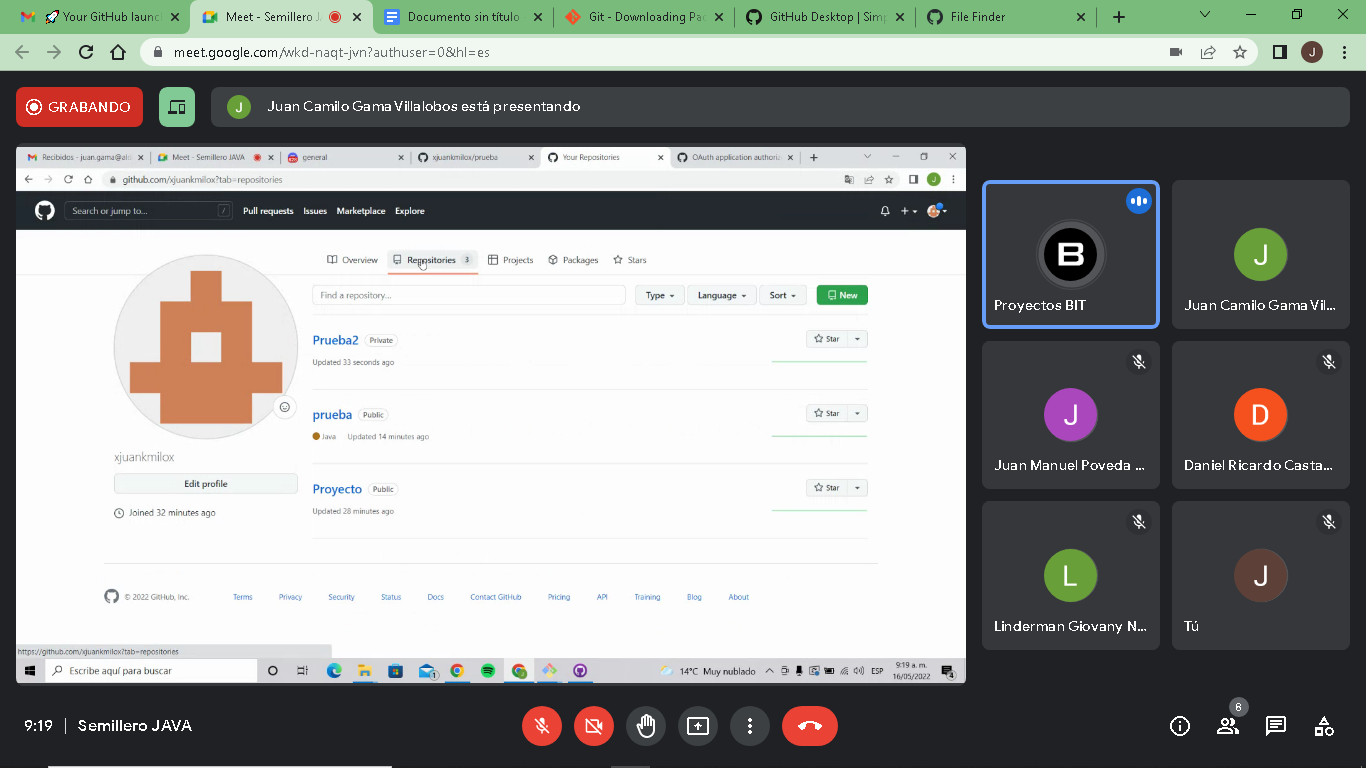 Your GitHub launc
Meet - Semillero J
Documento sin título
Git - Downloading Pac
GitHub Desktop | Simp
File Finder
meet.google.com/wkd-naqt-jvn?authuser=0&hl=es
J
GRABANDO
J
Juan Camilo Gama Villalobos está presentando
Recibidos - juan.gama@al
Meet - Semillero JAVA
general
xjuankmilox/prueba
Your Repositories
OAuth application authoriz
github.com/xjuankmilox?tab=repositories
J
Search or jump to...
/
Pull requests
Issues
Marketplace
Explore
Overview
Repositories 3
Projects
Packages
Stars
Find a repository...
Type
Language
Sort
New
Prueba2 Private
Star
Updated 33 seconds ago
prueba Public
Star
Java Updated 14 minutes ago
Proyecto Public
Star
Updated 28 minutes ago
xjuankmilox
Edit profile
Joined 32 minutes ago
© 2022 GitHub, Inc.
Terms
Privacy
Security
Status
Docs
Contact GitHub
Pricing
API
Training
Blog
About
https://github.com/xjuankmilox?tab=repositories
Escribe aquí para buscar
1
14°C Muy nublado
ESP
9:19 a. m.
16/05/2022
4
B
Proyectos BIT
J
Juan Camilo Gama Vil...
J
Juan Manuel Poveda ...
D
Daniel Ricardo Casta...
L
Linderman Giovany N...
J
Tú
9:19 | Semillero JAVA
8